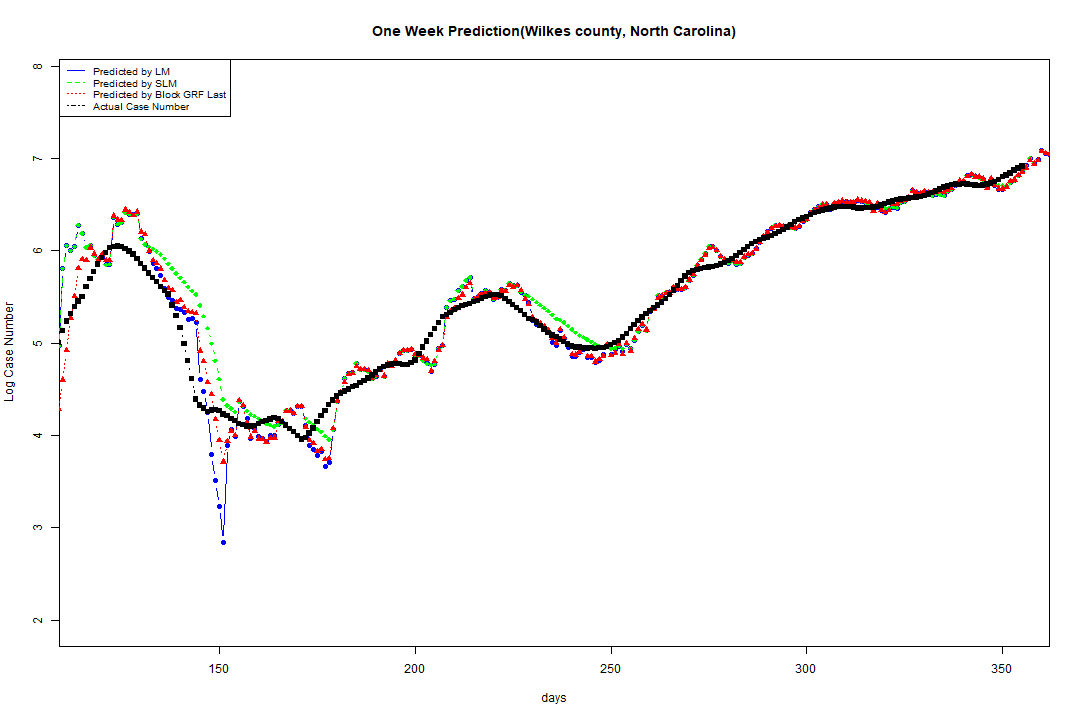 One Week Prediction(Wilkes county, North Carolina)
Predicted by LM
Predicted by SLM
Predicted by Block GRF Last
Actual Case Number
8
7
6
5
4
3
2
Log Case Number
150 200 250 300 350
days